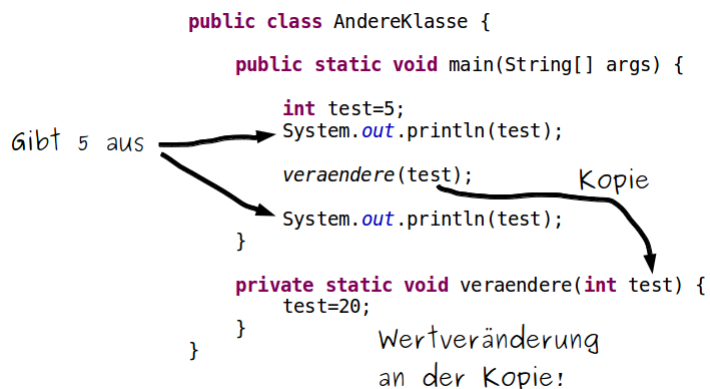 public class AndereKlasse {
public static void main(String[] args) {
int test=5;
System.out.println(test);
Gibt 5 aus
veraendere(test);
Kopie
System.out.println(test);
}
private static void veraendere(int test) {
test=20;
}
}
Wertveränderung
an der Kopie!